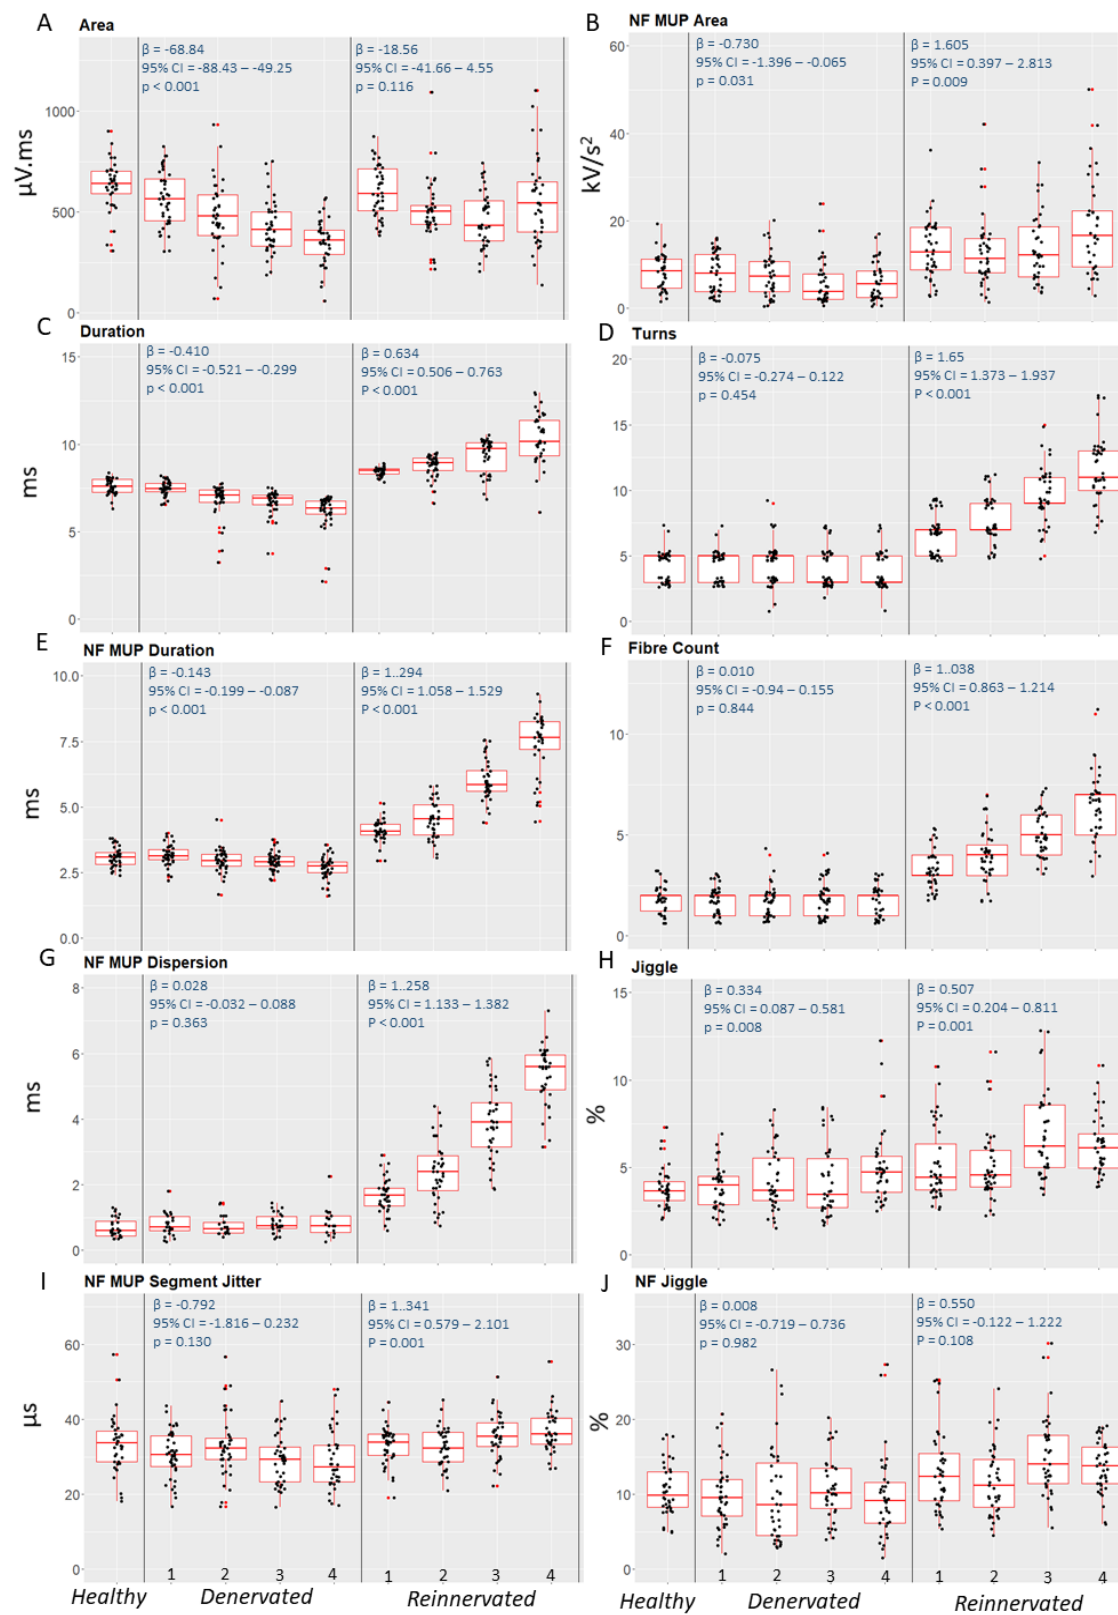 A Area
β = -68.84
95% CI = -88.43 – -49.25
p < 0.001
β = -18.56
95% CI = -41.66 – 4.55
p = 0.116
1000
500
0
µV.ms
B NF MUP Area
β = -0.730
95% CI = -1.396 – -0.065
p = 0.031
β = 1.605
95% CI = 0.397 – 2.813
P = 0.009
60
40
20
0
kV/s²
C Duration
β = -0.410
95% CI = -0.521 – -0.299
p < 0.001
β = 0.634
95% CI = 0.506 – 0.763
P < 0.001
15
10
5
0
ms
D Turns
β = -0.075
95% CI = -0.274 – 0.122
p = 0.454
β = 1.65
95% CI = 1.373 – 1.937
P < 0.001
20
15
10
5
0
E NF MUP Duration
β = -0.143
95% CI = -0.199 – -0.087
p < 0.001
β = 1..294
95% CI = 1.058 – 1.529
P < 0.001
10.0
7.5
5.0
2.5
0.0
ms
F Fibre Count
β = 0.010
95% CI = -0.94 – 0.155
p = 0.844
β = 1..038
95% CI = 0.863 – 1.214
P < 0.001
10
5
0
G NF MUP Dispersion
β = 0.028
95% CI = -0.032 – 0.088
p = 0.363
β = 1..258
95% CI = 1.133 – 1.382
P < 0.001
8
6
4
2
0
ms
H Jiggle
β = 0.334
95% CI = 0.087 – 0.581
p = 0.008
β = 0.507
95% CI = 0.204 – 0.811
P = 0.001
15
10
5
0
%
I NF MUP Segment Jitter
β = -0.792
95% CI = -1.816 – 0.232
p = 0.130
β = 1..341
95% CI = 0.579 – 2.101
P = 0.001
60
40
20
0
µs
1 2 3 4 1 2 3 4
Healthy Denervated Reinnervated
J NF Jiggle
β = 0.008
95% CI = -0.719 – 0.736
p = 0.982
β = 0.550
95% CI = -0.122 – 1.222
P = 0.108
30
20
10
0
%
1 2 3 4 1 2 3 4
Healthy Denervated Reinnervated